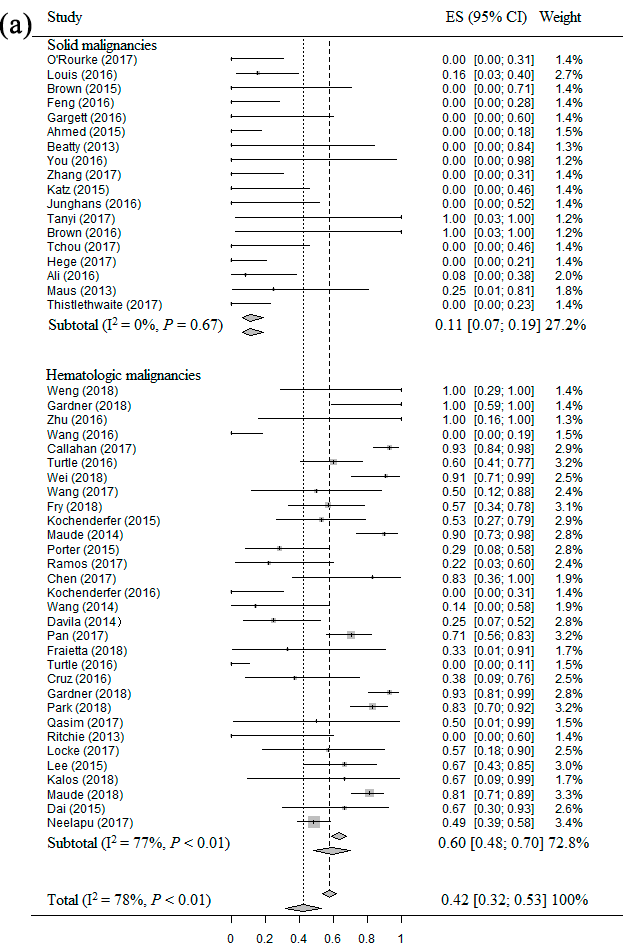 (a)
Study ES (95% CI) Weight
Solid malignancies
O'Rourke (2017) 0.00 [0.00; 0.31] 1.4%
Louis (2016) 0.16 [0.03; 0.40] 2.7%
Brown (2015) 0.00 [0.00; 0.71] 1.4%
Feng (2016) 0.00 [0.00; 0.28] 1.4%
Gargett (2016) 0.00 [0.00; 0.60] 1.4%
Ahmed (2015) 0.00 [0.00; 0.18] 1.4%
Beatty (2013) 0.00 [0.00; 0.84] 1.4%
You (2016) 0.00 [0.00; 0.98] 1.2%
Zhang (2017) 0.00 [0.00; 0.31] 1.4%
Katz (2015) 0.00 [0.00; 0.46] 1.4%
Junghans (2016) 0.00 [0.00; 0.52] 1.4%
Tanyi (2017) 1.00 [0.03; 1.00] 1.2%
Brown (2016) 1.00 [0.03; 1.00] 1.2%
Tchou (2017) 0.00 [0.00; 0.46] 1.4%
Hege (2017) 0.00 [0.00; 0.21] 1.4%
Ali (2016) 0.08 [0.00; 0.38] 2.0%
Maus (2013) 0.25 [0.01; 0.81] 1.8%
Thistlethwaite (2017) 0.00 [0.00; 0.23] 1.4%
Subtotal (I² = 0%, P = 0.67) 0.11 [0.07; 0.19] 27.2%
Hematologic malignancies
Weng (2018) 1.00 [0.29; 1.00] 1.4%
Gardner (2018) 1.00 [0.59; 1.00] 1.4%
Zhu (2016) 1.00 [0.16; 1.00] 1.3%
Wang (2016) 0.00 [0.00; 0.19] 1.5%
Callahan (2017) 0.93 [0.84; 0.98] 2.9%
Turtle (2016) 0.60 [0.41; 0.77] 3.2%
Wei (2018) 0.91 [0.71; 0.99] 2.5%
Wang (2017) 0.50 [0.12; 0.88] 2.4%
Fry (2018) 0.57 [0.34; 0.78] 3.1%
Kochenderfer (2015) 0.53 [0.27; 0.79] 2.9%
Maude (2014) 0.90 [0.73; 0.98] 2.8%
Porter (2015) 0.29 [0.08; 0.58] 2.8%
Ramos (2017) 0.22 [0.03; 0.60] 2.4%
Chen (2017) 0.83 [0.36; 1.00] 1.9%
Kochenderfer (2016) 0.00 [0.00; 0.31] 1.4%
Wang (2014) 0.14 [0.00; 0.58] 1.9%
Davila (2014) 0.25 [0.07; 0.52] 2.8%
Pan (2017) 0.71 [0.56; 0.83] 3.2%
Fraietta (2018) 0.33 [0.01; 0.91] 1.7%
Turtle (2016) 0.00 [0.00; 0.11] 1.5%
Cruz (2016) 0.38 [0.09; 0.76] 2.5%
Gardner (2018) 0.93 [0.81; 0.99] 2.8%
Park (2018) 0.83 [0.70; 0.92] 3.2%
Qasim (2017) 0.50 [0.01; 0.99] 1.5%
Ritchie (2013) 0.00 [0.00; 0.60] 1.4%
Locke (2017) 0.57 [0.18; 0.90] 2.5%
Lee (2015) 0.67 [0.43; 0.85] 3.0%
Kalos (2018) 0.67 [0.09; 0.99] 1.7%
Maude (2018) 0.81 [0.71; 0.89] 3.3%
Dai (2015) 0.67 [0.30; 0.93] 2.6%
Neelapu (2017) 0.49 [0.39; 0.58] 3.4%
Subtotal (I² = 77%, P < 0.01) 0.60 [0.48; 0.70] 72.8%
Total (I² = 78%, P < 0.01) 0.42 [0.32; 0.53] 100%
0 0.2 0.4 0.6 0.8 1